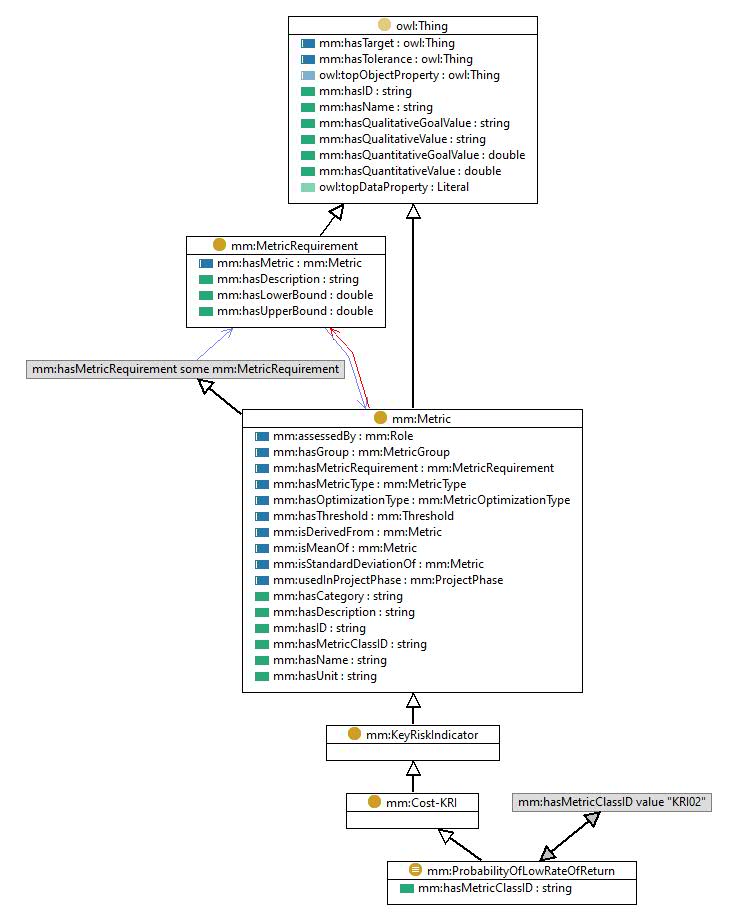 owl:Thing
mm:hasTarget : owl:Thing
mm:hasTolerance : owl:Thing
owl:topObjectProperty : owl:Thing
mm:hasID : string
mm:hasName : string
mm:hasQualitativeGoalValue : string
mm:hasQualitativeValue : string
mm:hasQuantitativeGoalValue : double
mm:hasQuantitativeValue : double
owl:topDataProperty : Literal
mm:MetricRequirement
mm:hasMetric : mm:Metric
mm:hasDescription : string
mm:hasLowerBound : double
mm:hasUpperBound : double
mm:hasMetricRequirement some mm:MetricRequirement
mm:Metric
mm:assessedBy : mm:Role
mm:hasGroup : mm:MetricGroup
mm:hasMetricRequirement : mm:MetricRequirement
mm:hasMetricType : mm:MetricType
mm:hasOptimizationType : mm:MetricOptimizationType
mm:hasThreshold : mm:Threshold
mm:isDerivedFrom : mm:Metric
mm:isMeanOf : mm:Metric
mm:isStandardDeviationOf : mm:Metric
mm:usedInProjectPhase : mm:ProjectPhase
mm:hasCategory : string
mm:hasDescription : string
mm:hasID : string
mm:hasMetricClassID : string
mm:hasName : string
mm:hasUnit : string
mm:KeyRiskIndicator
mm:Cost-KRI
mm:hasMetricClassID value "KRI02"
mm:ProbabilityOfLowRateOfReturn
mm:hasMetricClassID : string